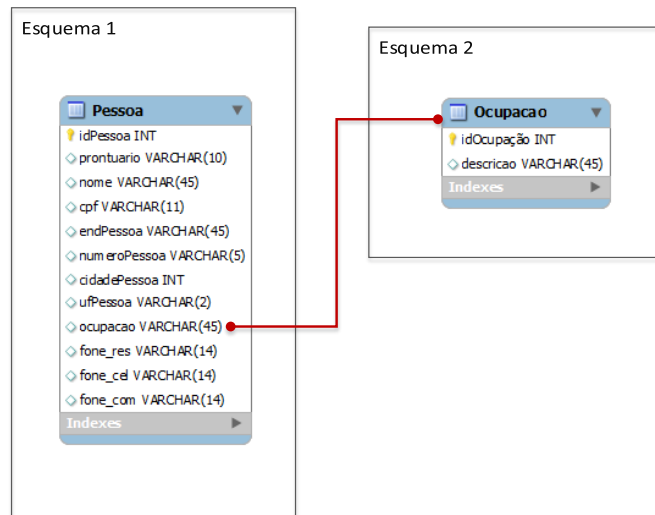 Esquema 1
Pessoa
idPessoa INT
prontuario VARCHAR(10)
nome VARCHAR(45)
cpf VARCHAR(11)
endPessoa VARCHAR(45)
numeroPessoa VARCHAR(5)
cidadePessoa INT
ufPessoa VARCHAR(2)
ocupacao VARCHAR(45)
fone_res VARCHAR(14)
fone_cel VARCHAR(14)
fone_com VARCHAR(14)
Indexes
Esquema 2
Ocupacao
idOcupação INT
descricao VARCHAR(45)
Indexes